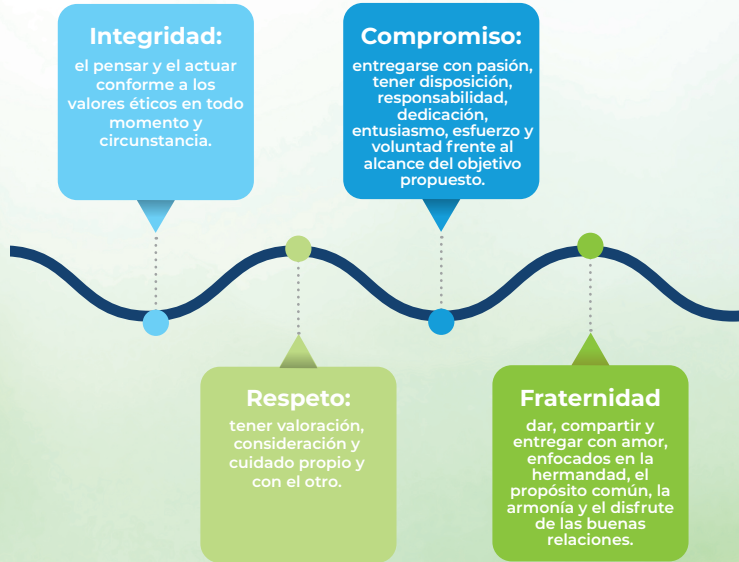 Integridad:
el pensar y el actuar
conforme a los
valores éticos en todo
momento y
circunstancia.
Compromiso:
entregarse con pasión,
tener disposición,
responsabilidad,
dedicación,
entusiasmo, esfuerzo y
voluntad frente al
alcance del objetivo
propuesto.
Respeto:
tener valoración,
consideración y
cuidado propio y
con el otro.
Fraternidad
dar, compartir y
entregar con amor,
enfocados en la
hermandad, el
propósito común, la
armonía y el disfrute
de las buenas
relaciones.